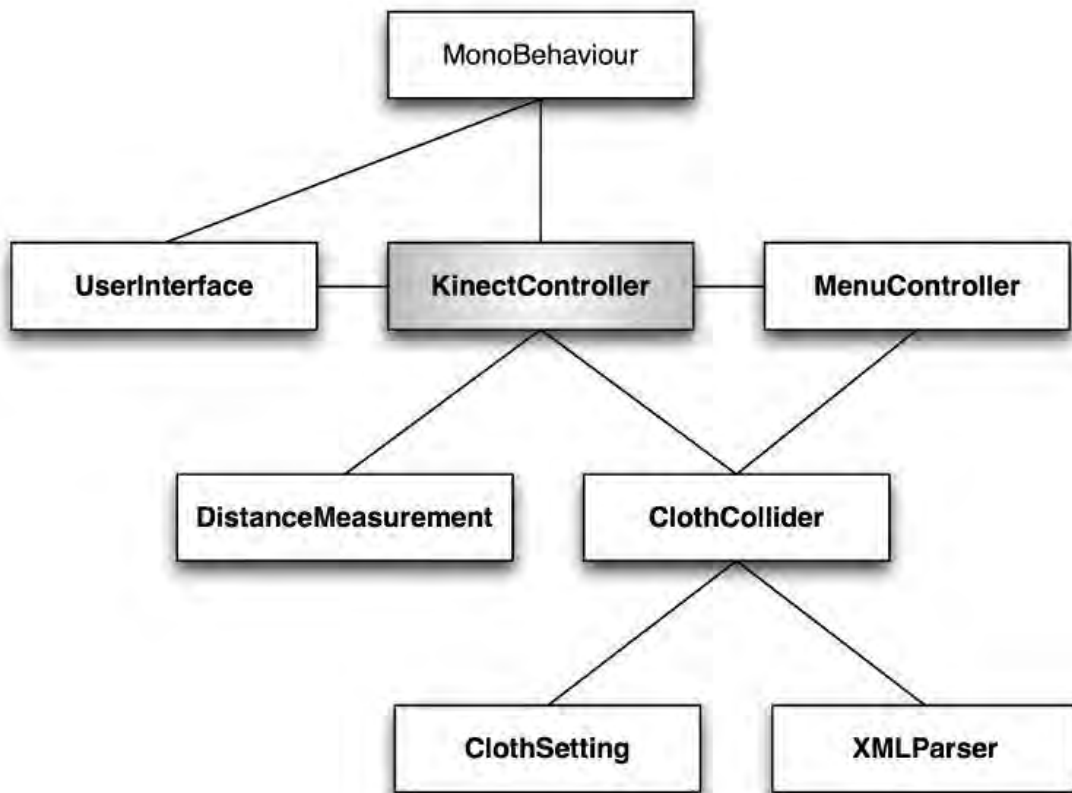 MonoBehaviour
UserInterface
KinectController
MenuController
DistanceMeasurement
ClothCollider
ClothSetting
XMLParser